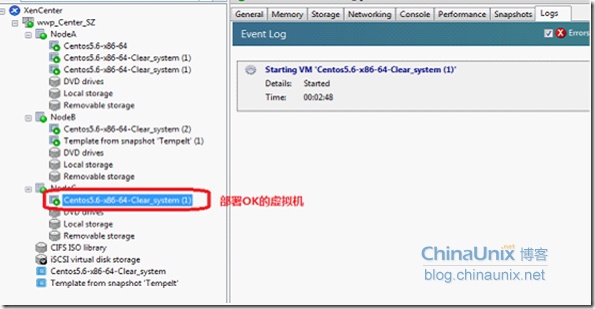 XenCenter
wwp_Center_SZ
NodeA
Centos5.6-x86-64
Centos5.6-x86-64-Clear_system (1)
Centos5.6-x86-64-Clear_system (1)
DVD drives
Local storage
Removable storage
NodeB
Centos5.6-x86-64-Clear_system (2)
Template from snapshot 'Tempelt' (1)
DVD drives
Local storage
Removable storage
NodeC
Centos5.6-x86-64-Clear_system (1)
DVD drives
Local storage
Removable storage
CIFS ISO library
iSCSI virtual disk storage
Centos5.6-x86-64-Clear_system
Template from snapshot 'Tempelt'
部署OK的虚拟机
General Memory Storage Networking Console Performance Snapshots Logs
Event Log
Errors
Starting VM 'Centos5.6-x86-64-Clear_system (1)'
Details: Started
Time: 00:02:48
ChinaUnix.net 博客
blog.chinaunix.net